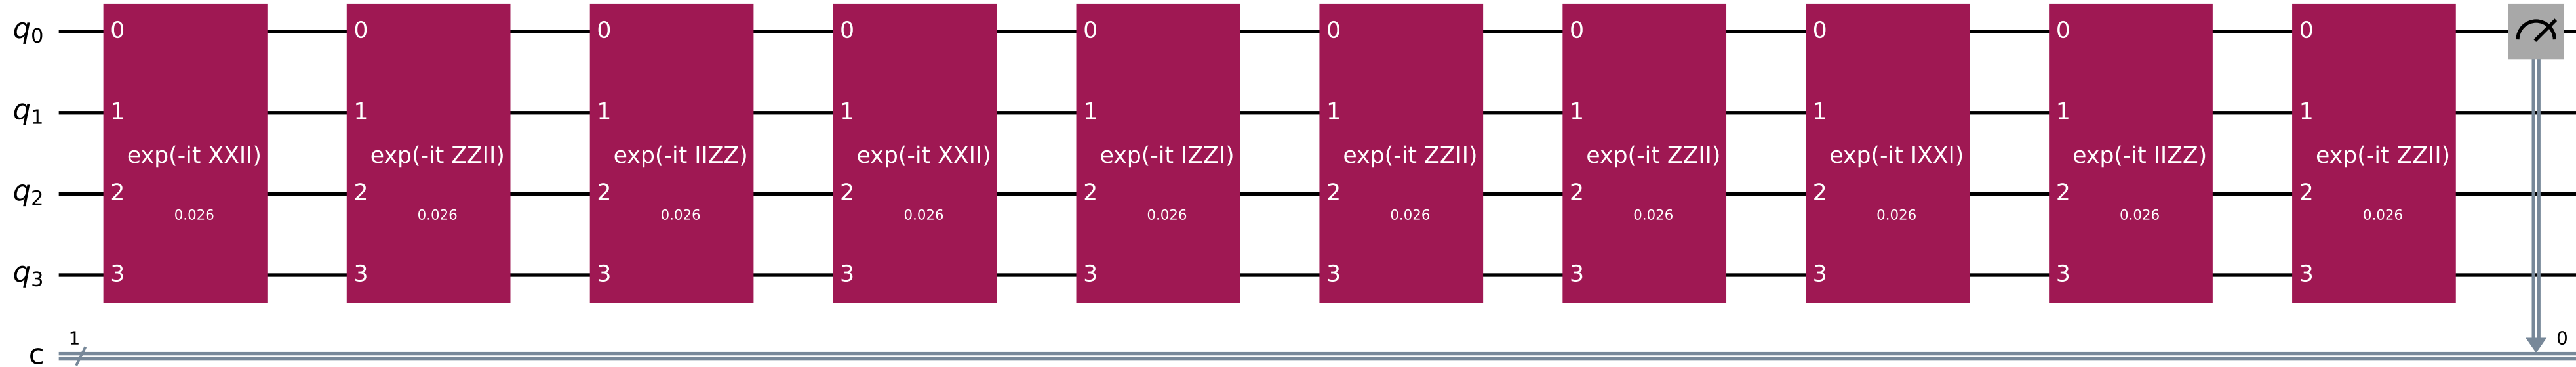 q0 0 0 0 0 0 0 0 0 0 0
q1 1 1 1 1 1 1 1 1 1 1
exp(-it XXII) exp(-it ZZII) exp(-it IIZZ) exp(-it XXII) exp(-it IZZI) exp(-it ZZII) exp(-it ZZII) exp(-it IXXI) exp(-it IIZZ) exp(-it ZZII)
q2 2 2 2 2 2 2 2 2 2 2
0.026 0.026 0.026 0.026 0.026 0.026 0.026 0.026 0.026 0.026
q3 3 3 3 3 3 3 3 3 3 3
1 0
c